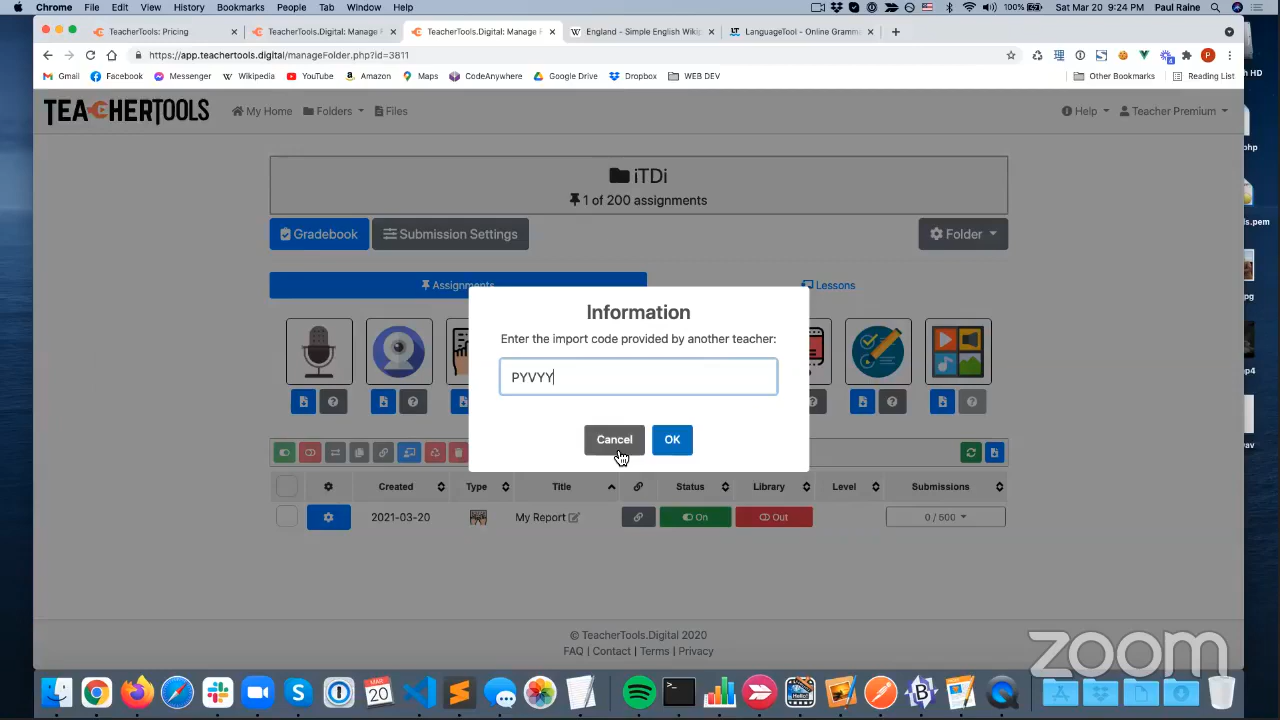 Chrome File Edit View History Bookmarks People Tab Window Help
100% Sat Mar 20 9:24 PM Paul Raine
TeacherTools: Pricing
TeacherTools.Digital: Manage F
TeacherTools.Digital: Manage F
England - Simple English Wiki
LanguageTool - Online Gramm
https://app.teachertools.digital/manageFolder.php?id=3811
Gmail Facebook Messenger Wikipedia YouTube Amazon Maps CodeAnywhere Google Drive Dropbox WEB DEV Other Bookmarks Reading List
TEACHERTOOLS My Home Folders Files Help Teacher Premium
iTDi
1 of 200 assignments
Gradebook Submission Settings Folder
Assignments Lessons
Information
Enter the import code provided by another teacher:
PYVYY
Cancel OK
Created Type Title Status Library Level Submissions
2021-03-20 My Report On Out 0 / 500
© TeacherTools.Digital 2020
FAQ | Contact | Terms | Privacy
zoom